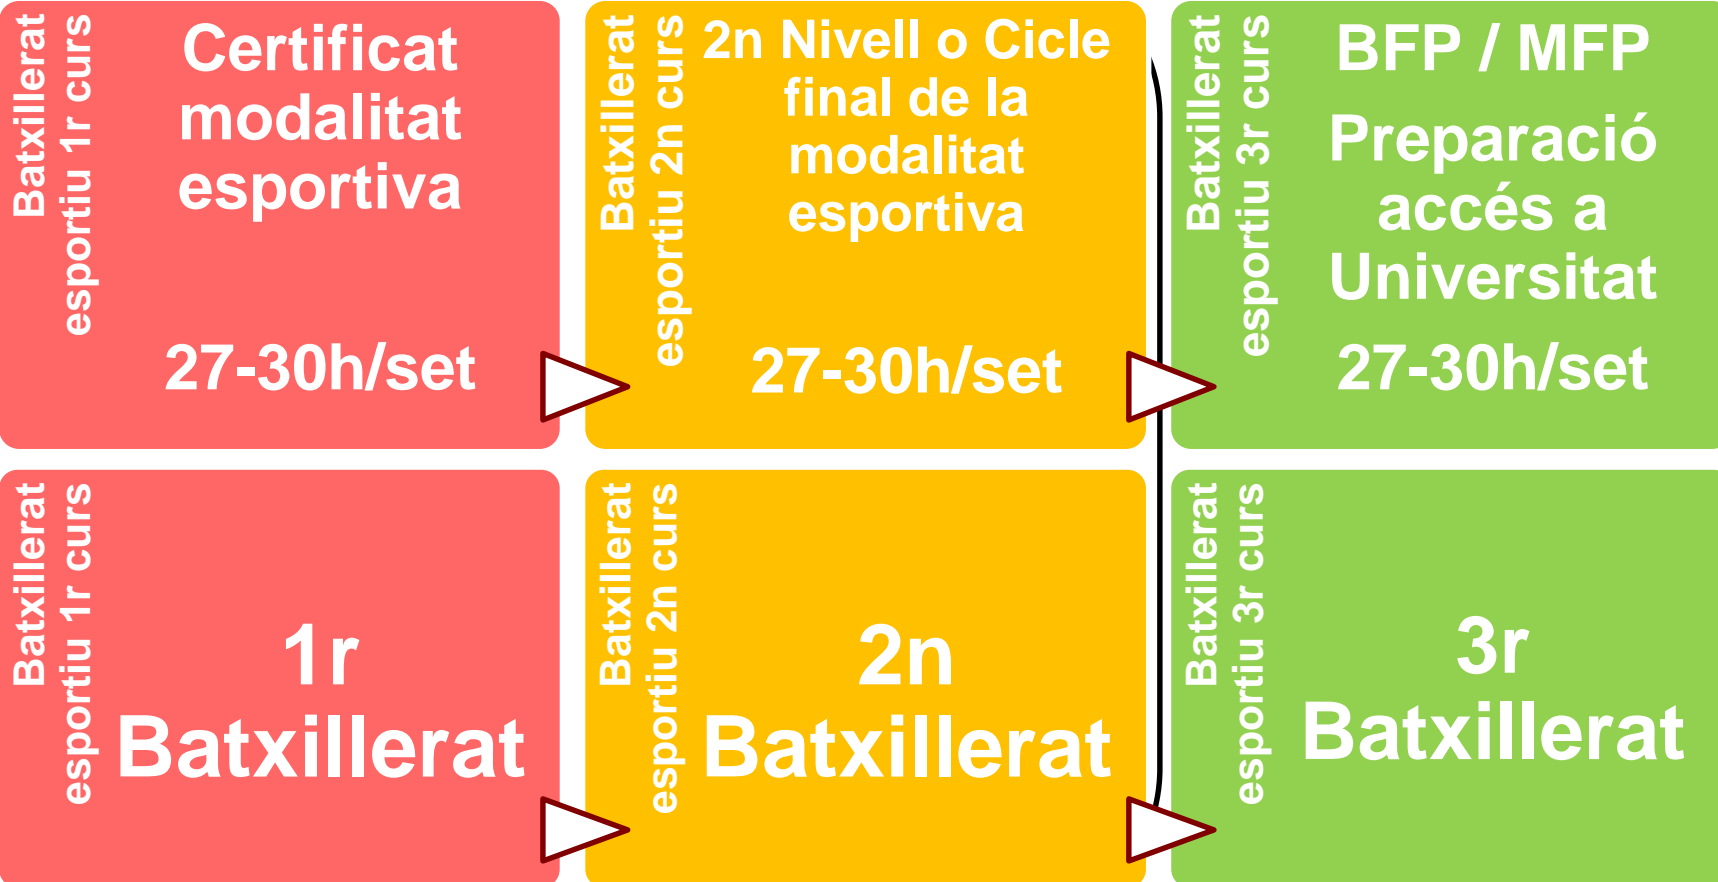 Batxillerat
esportiu 1r curs
Certificat
modalitat
esportiva
27-30h/set
Batxillerat
esportiu 2n curs
2n Nivell o Cicle
final de la
modalitat
esportiva
27-30h/set
Batxillerat
esportiu 3r curs
BFP / MFP
Preparació
accés a
Universitat
27-30h/set
Batxillerat
esportiu 1r curs
1r
Batxillerat
Batxillerat
esportiu 2n curs
2n
Batxillerat
Batxillerat
esportiu 3r curs
3r
Batxillerat